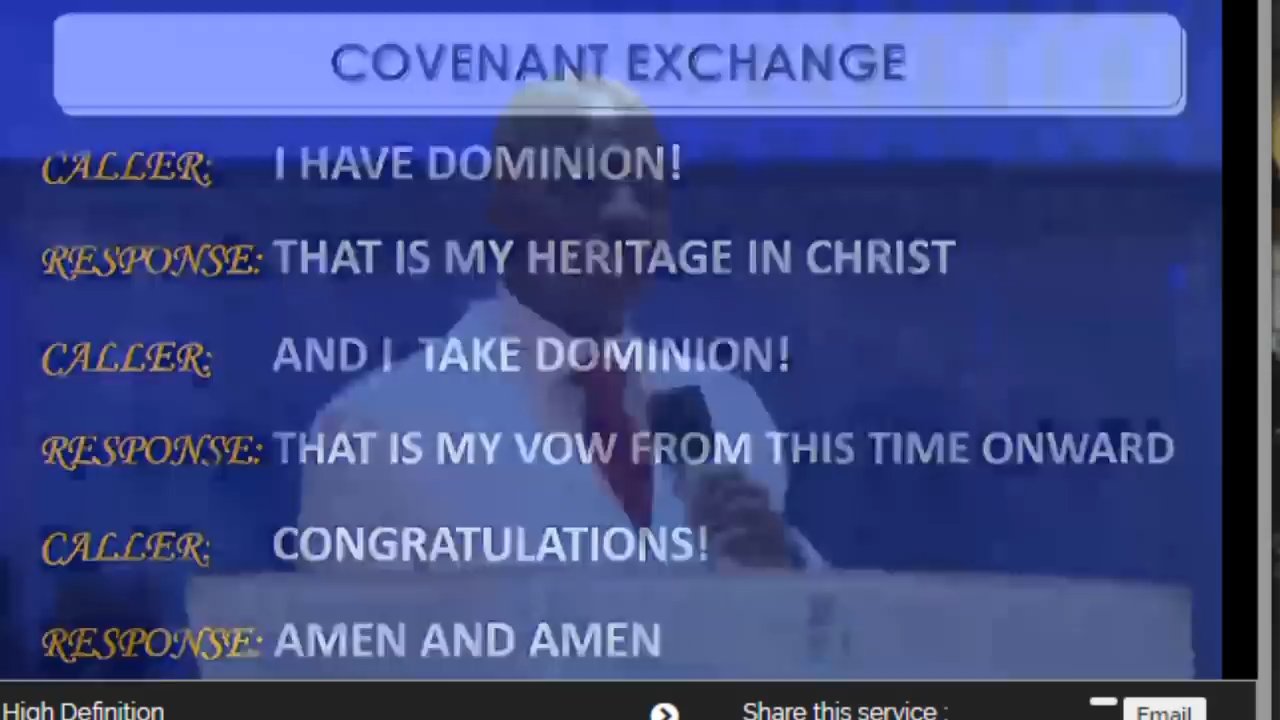 COVENANT EXCHANGE
CALLER: I HAVE DOMINION!
RESPONSE: THAT IS MY HERITAGE IN CHRIST
CALLER: AND I TAKE DOMINION!
RESPONSE: THAT IS MY VOW FROM THIS TIME ONWARD
CALLER: CONGRATULATIONS!
RESPONSE: AMEN AND AMEN
High Definition Share this service : Email